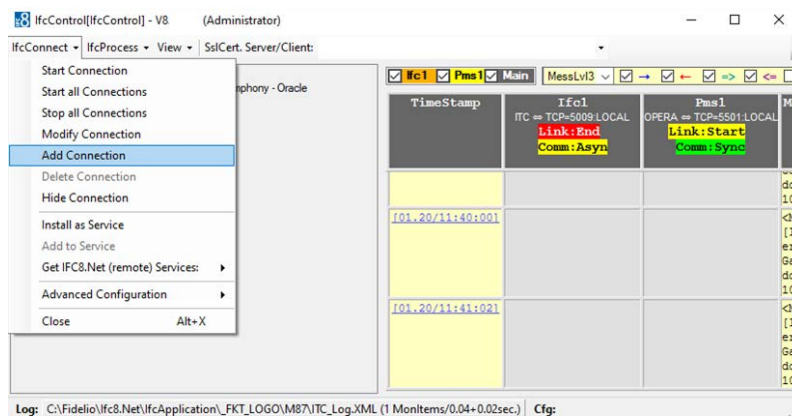 IfcControl[IfcControl] - V8. (Administrator)
IfcConnect IfcProcess View SslCert. Server/Client:
Start Connection
Start all Connections
Stop all Connections
Modify Connection
Add Connection
Delete Connection
Hide Connection
Install as Service
Add to Service
Get IFC8.Net (remote) Services:
Advanced Configuration
Close Alt+X
mphony - Oracle
Ifc1 Pms1 Main MessLvl3 → ← => <=
TimeStamp Ifc1 Pms1 M
ITC ⇔ TCP=5009:LOCAL OPERA ⇔ TCP=5501:LOCAL
Link:End Link:Start
Comm:Asyn Comm:Sync
[01.20/11:40:00]
[01.20/11:41:02]
Log: C:\Fidelio\Ifc8.Net\IfcApplication\_FKT_LOGO\M87\ITC_Log.XML (1 MonItems/0.04+0.02sec.) Cfg: